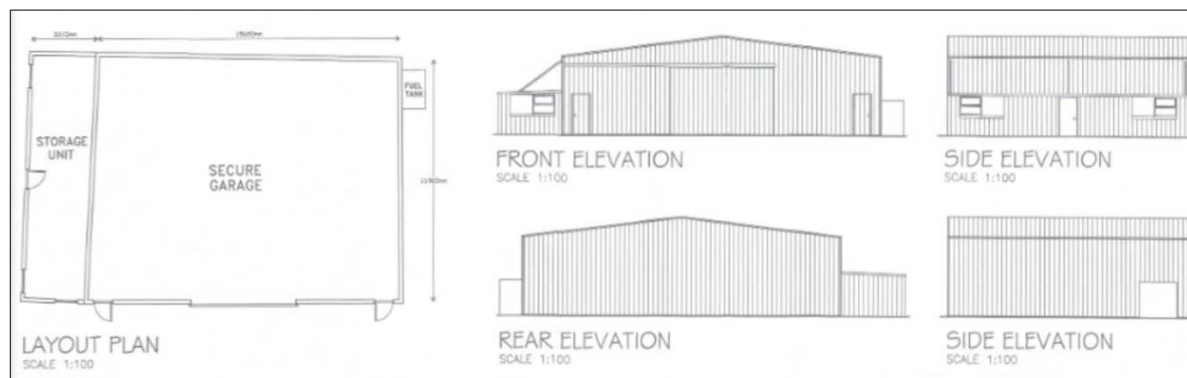 STORAGE
UNIT
SECURE
GARAGE
FUEL
TANK
LAYOUT PLAN
SCALE 1:100
FRONT ELEVATION
SCALE 1:100
SIDE ELEVATION
SCALE 1:100
REAR ELEVATION
SCALE 1:100
SIDE ELEVATION
SCALE 1:100